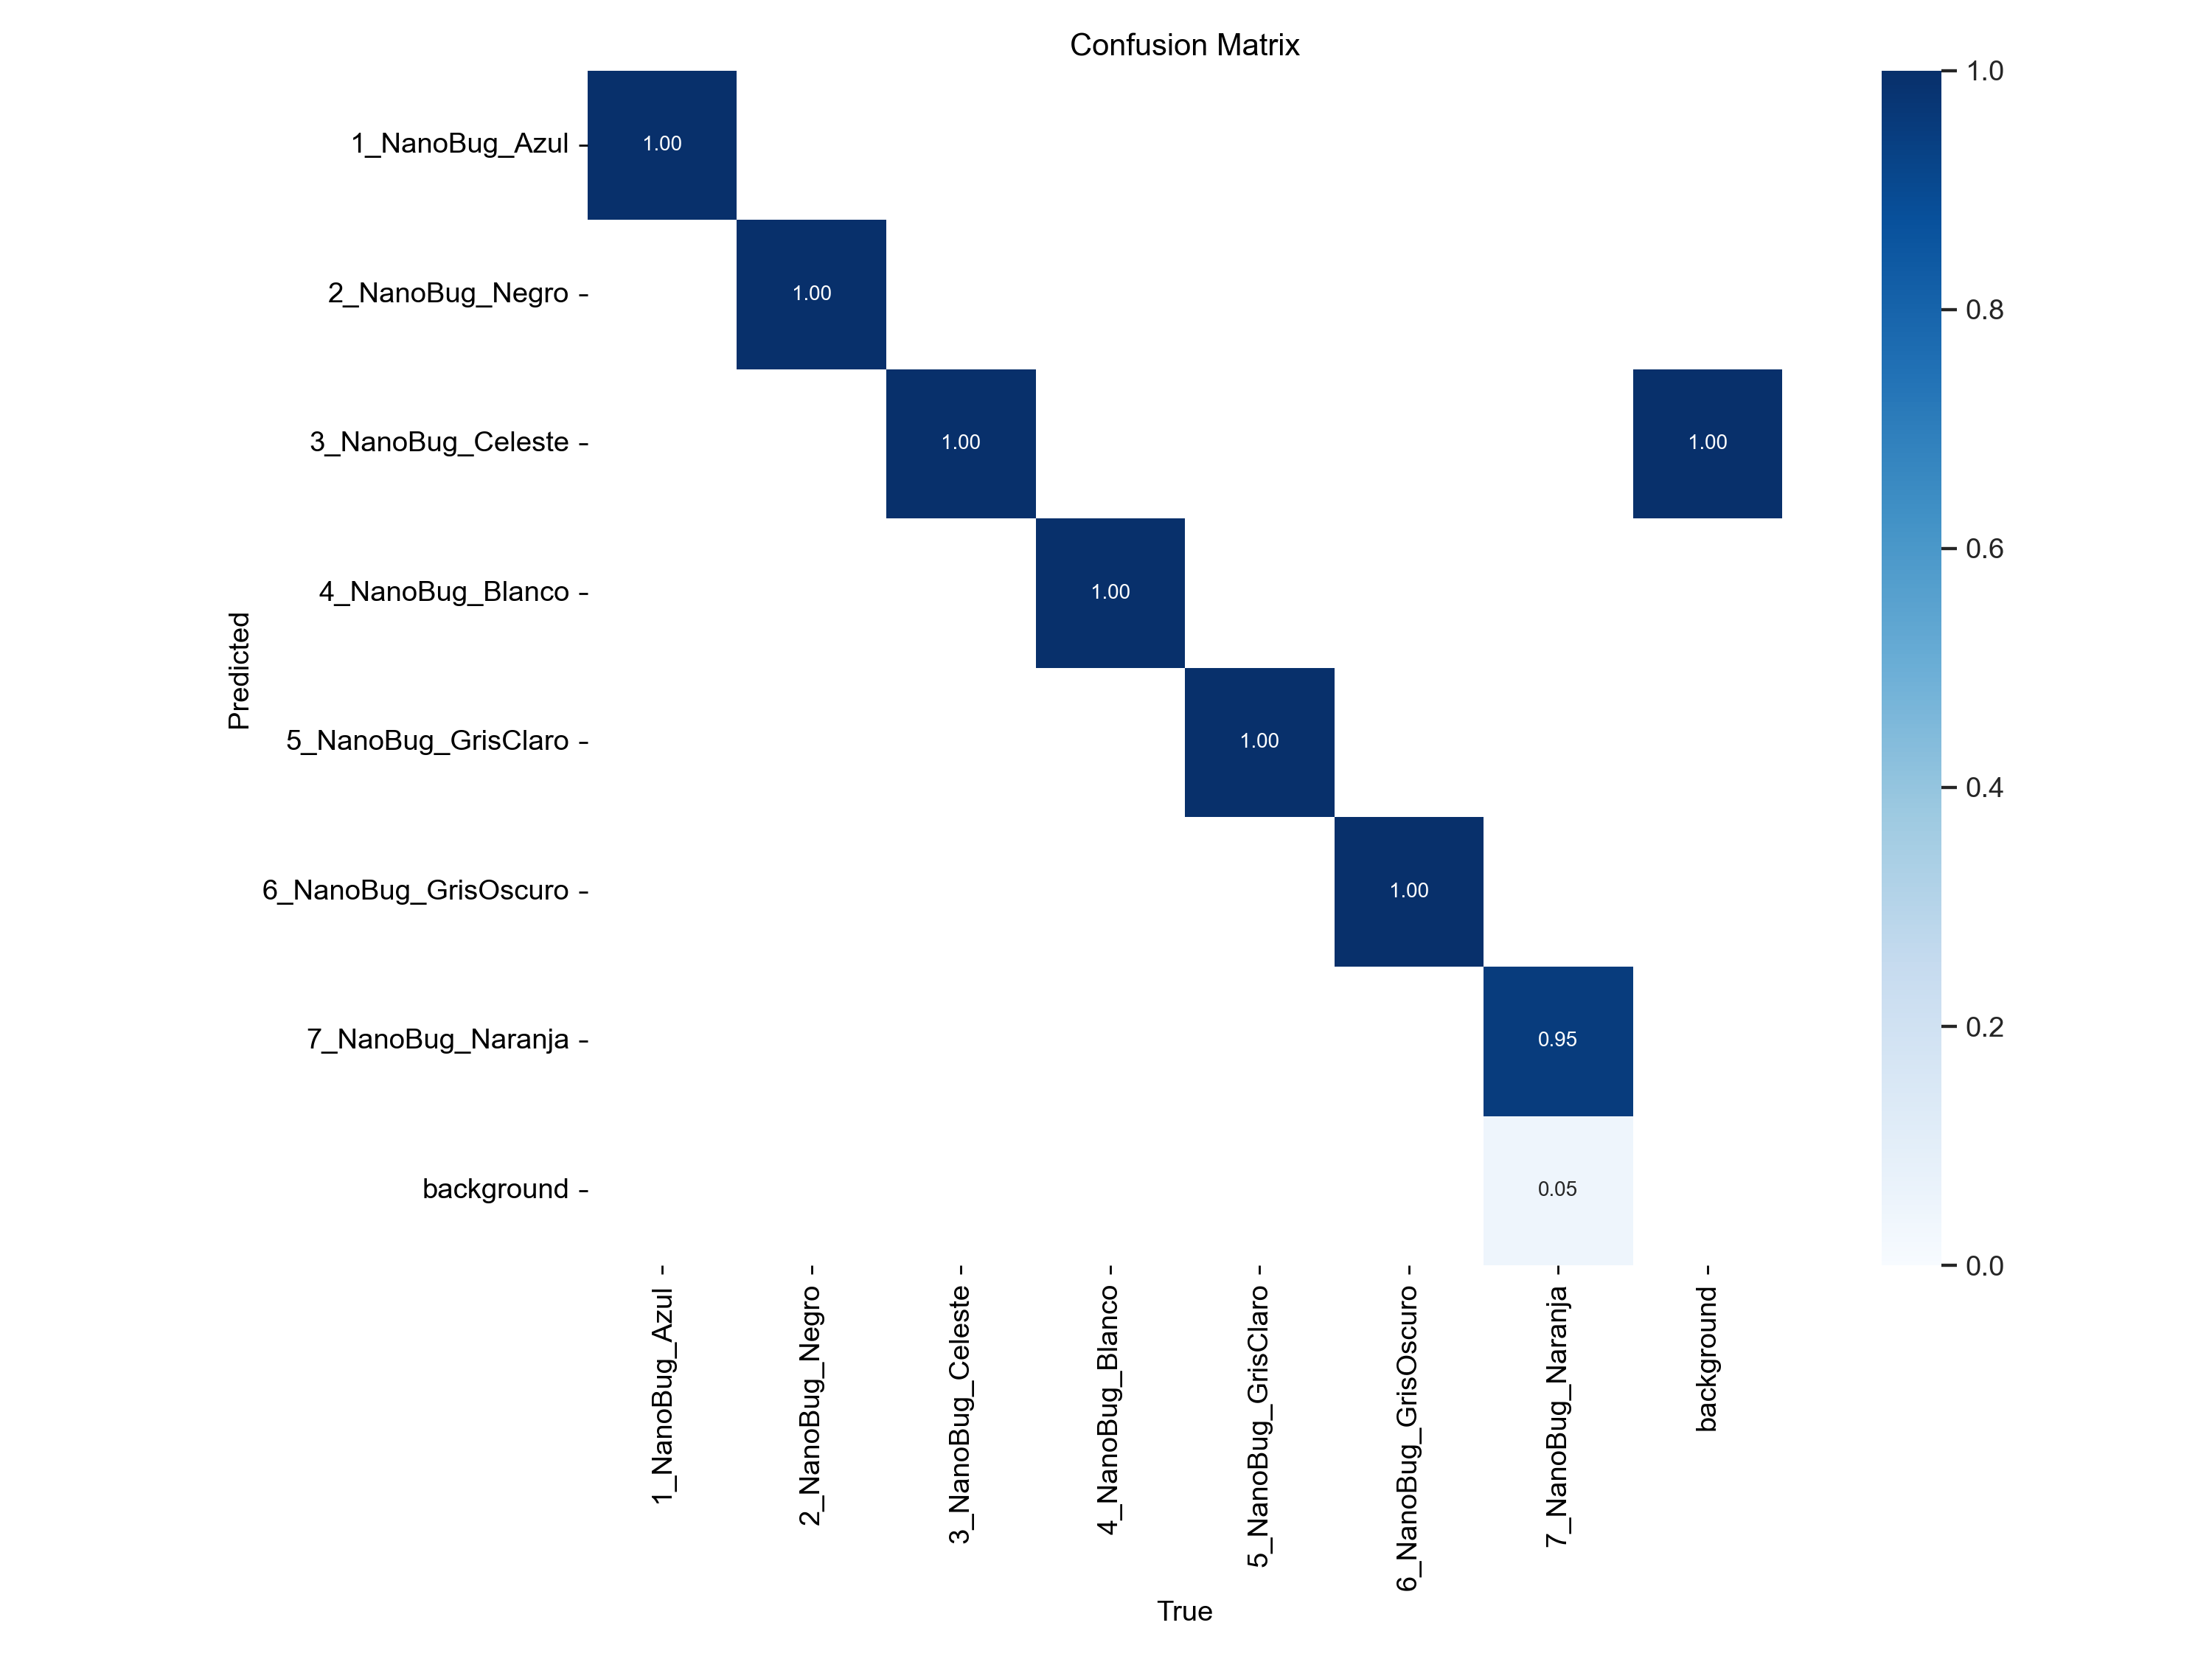 Confusion Matrix
1_NanoBug_Azul
2_NanoBug_Negro
3_NanoBug_Celeste
4_NanoBug_Blanco
5_NanoBug_GrisClaro
6_NanoBug_GrisOscuro
7_NanoBug_Naranja
background
Predicted
1.00
1.00
1.00 1.00
1.00
1.00
1.00
0.95
0.05
1_NanoBug_Azul
2_NanoBug_Negro
3_NanoBug_Celeste
4_NanoBug_Blanco
5_NanoBug_GrisClaro
6_NanoBug_GrisOscuro
7_NanoBug_Naranja
background
True
1.0
0.8
0.6
0.4
0.2
0.0